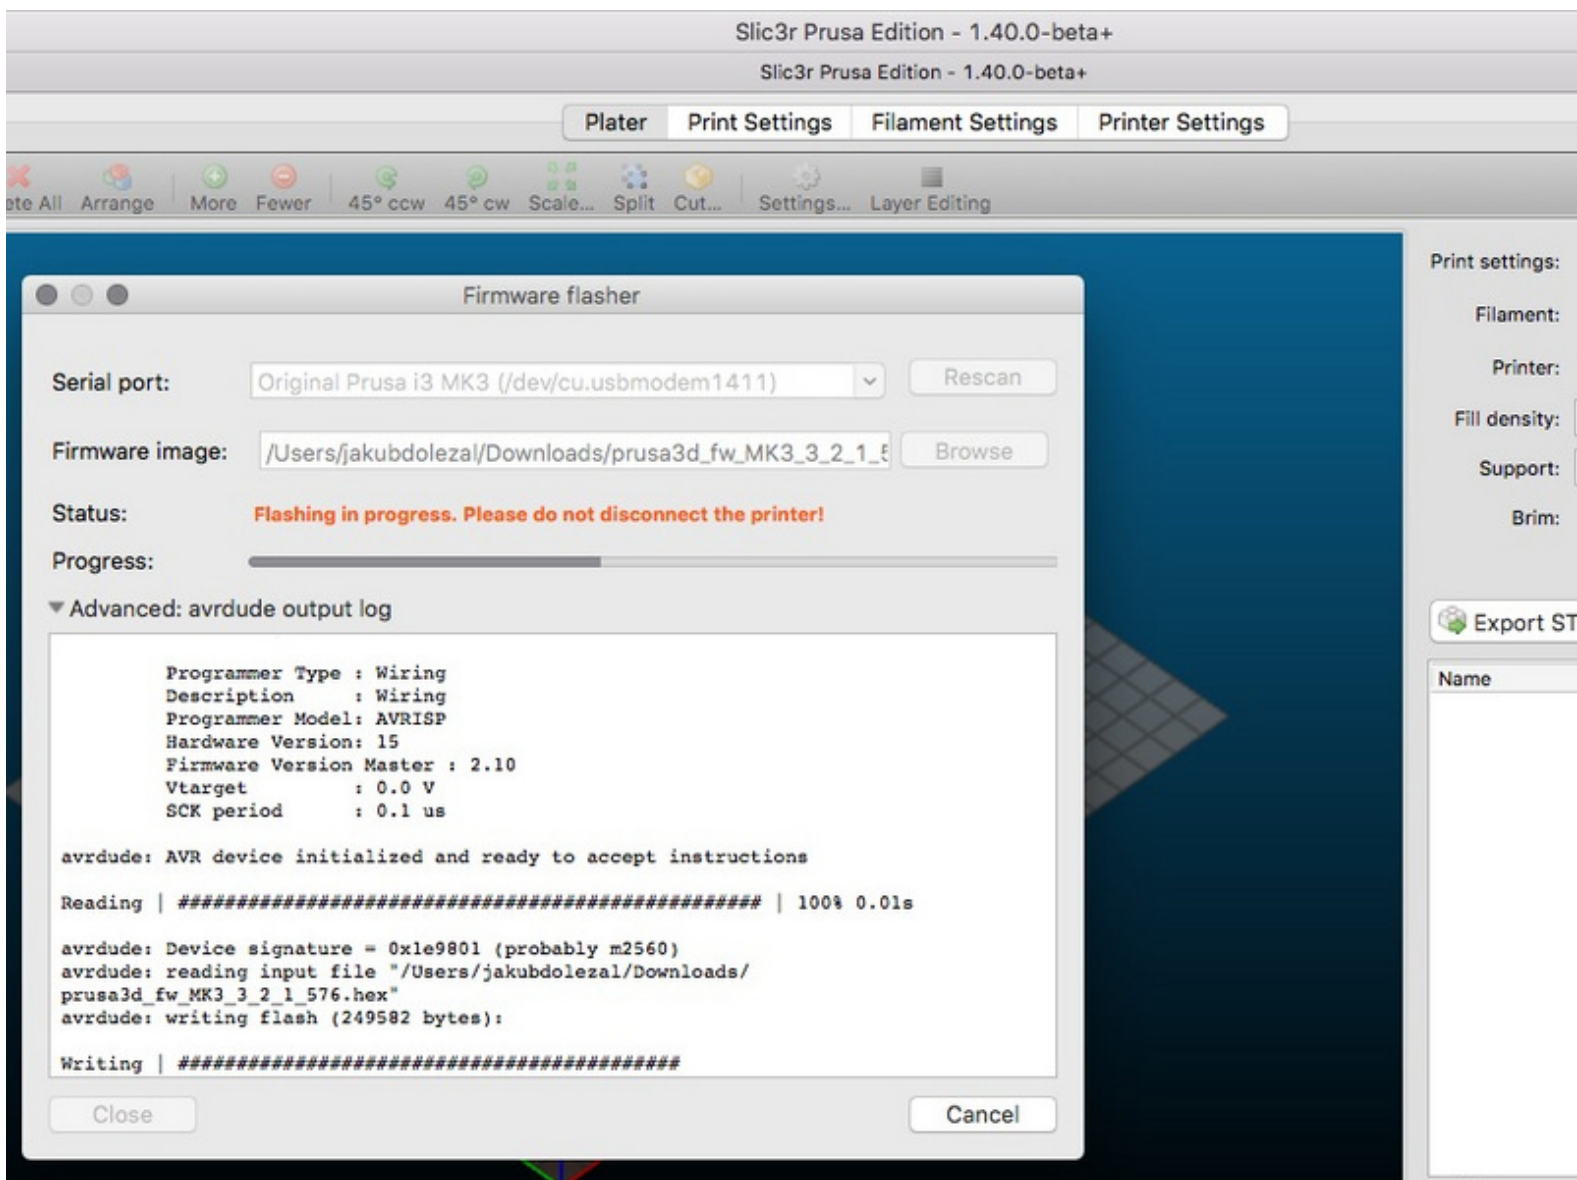 Slic3r Prusa Edition - 1.40.0-beta+
Slic3r Prusa Edition - 1.40.0-beta+
Plater Print Settings Filament Settings Printer Settings
ete All Arrange More Fewer 45° ccw 45° cw Scale... Split Cut... Settings... Layer Editing
Print settings:
Filament:
Printer:
Fill density:
Support:
Brim:
Export ST
Name
Firmware flasher
Serial port: Original Prusa i3 MK3 (/dev/cu.usbmodem1411) Rescan
Firmware image: /Users/jakubdolezal/Downloads/prusa3d_fw_MK3_3_2_1_5 Browse
Status: Flashing in progress. Please do not disconnect the printer!
Progress:
Advanced: avrdude output log
Programmer Type : Wiring
Description : Wiring
Programmer Model: AVRISP
Hardware Version: 15
Firmware Version Master : 2.10
Vtarget : 0.0 V
SCK period : 0.1 us
avrdude: AVR device initialized and ready to accept instructions
Reading | ################################################## | 100% 0.01s
avrdude: Device signature = 0x1e9801 (probably m2560)
avrdude: reading input file "/Users/jakubdolezal/Downloads/
prusa3d_fw_MK3_3_2_1_576.hex"
avrdude: writing flash (249582 bytes):
Writing | ###########################################
Close Cancel